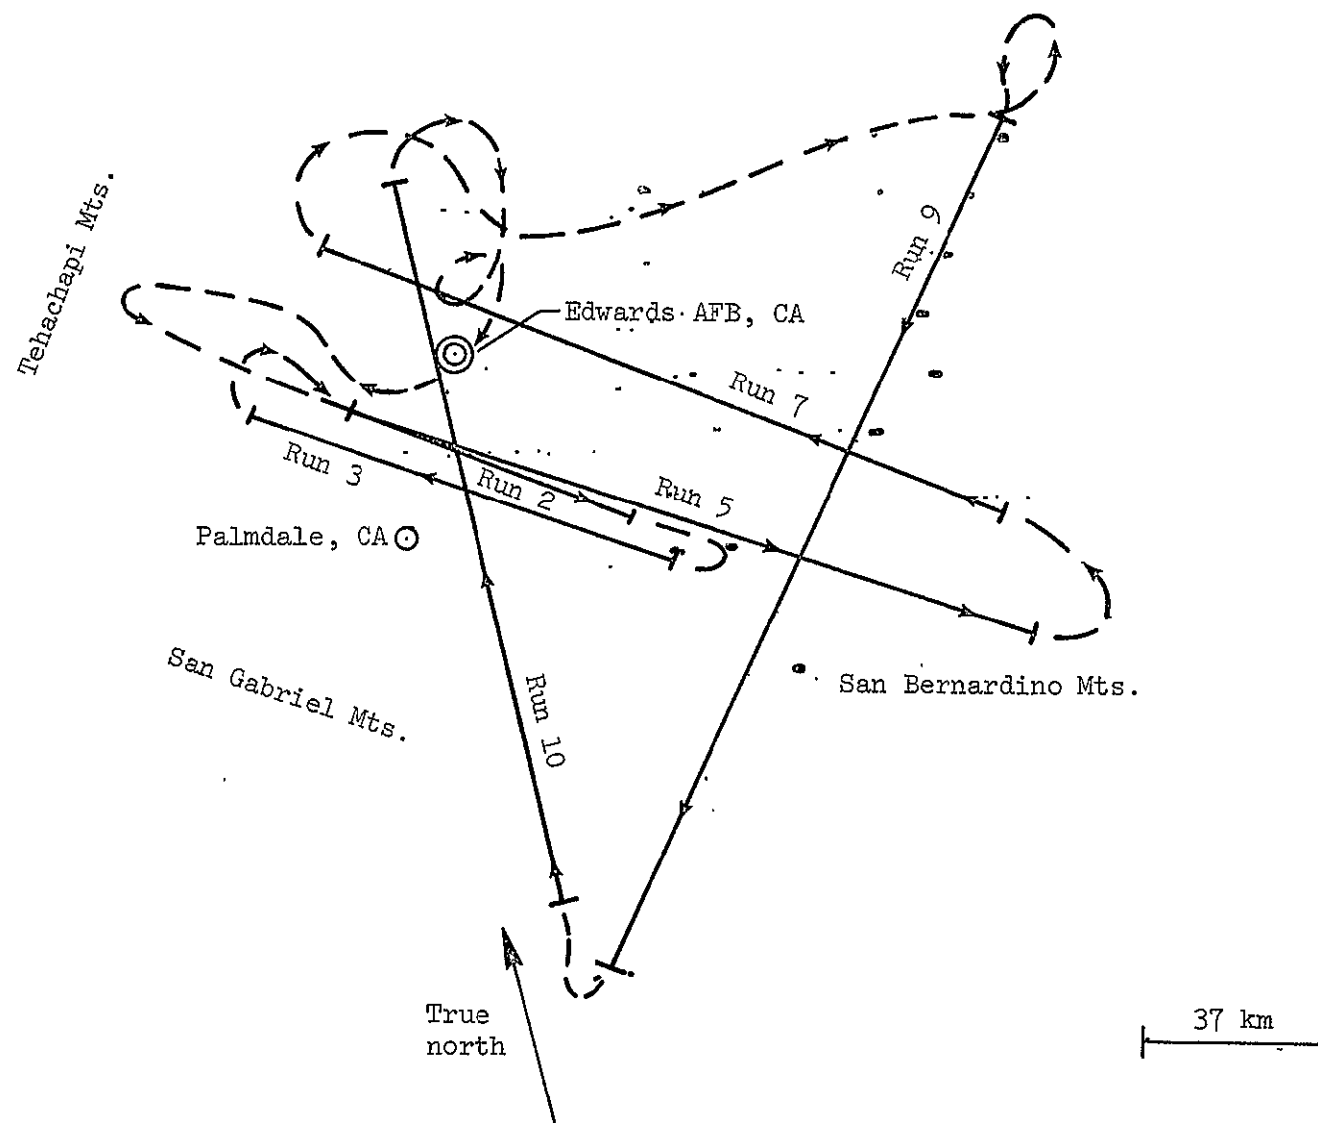 Tehachapi Mts.
Edwards AFB, CA
Run 9
Run 7
Run 3
Run 2
Run 5
Palmdale, CA
San Gabriel Mts.
Run 10
San Bernardino Mts.
True
north
37 km